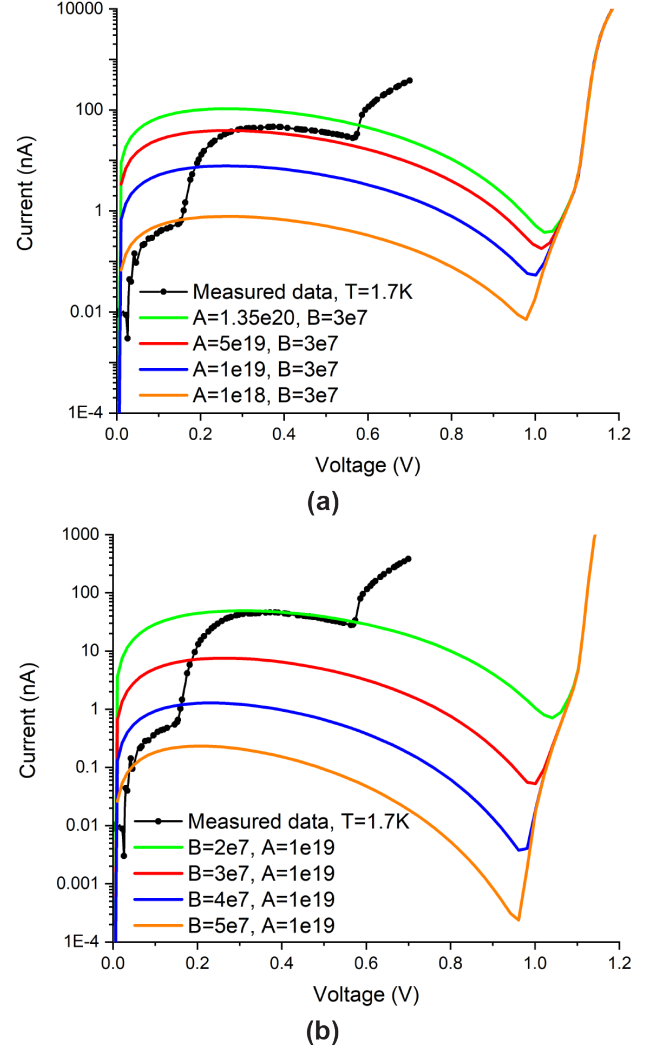 10000
100
1
0.01
1E-4
Current (nA)
Measured data, T=1.7K
A=1.35e20, B=3e7
A=5e19, B=3e7
A=1e19, B=3e7
A=1e18, B=3e7
0.0 0.2 0.4 0.6 0.8 1.0 1.2
Voltage (V)
(a)
1000
100
10
1
0.1
0.01
0.001
1E-4
Current (nA)
Measured data, T=1.7K
B=2e7, A=1e19
B=3e7, A=1e19
B=4e7, A=1e19
B=5e7, A=1e19
0.0 0.2 0.4 0.6 0.8 1.0 1.2
Voltage (V)
(b)